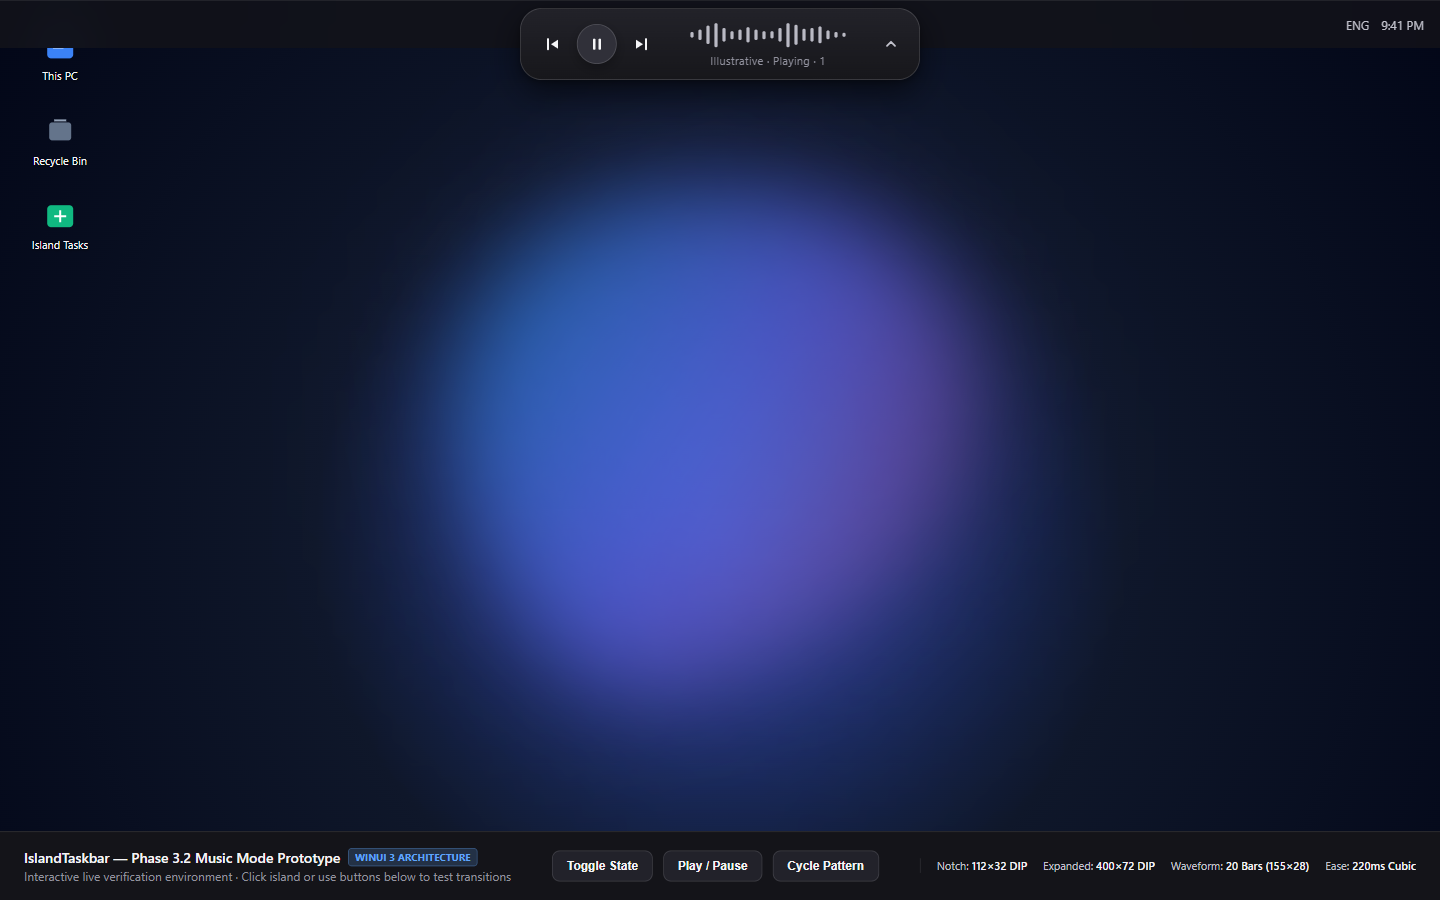 ENG 9:41 PM
Illustrative · Playing · 1
This PC
Recycle Bin
Island Tasks
IslandTaskbar — Phase 3.2 Music Mode Prototype WINUI 3 ARCHITECTURE
Interactive live verification environment · Click island or use buttons below to test transitions
Toggle State
Play / Pause
Cycle Pattern
Notch: 112×32 DIP Expanded: 400×72 DIP Waveform: 20 Bars (155×28) Ease: 220ms Cubic